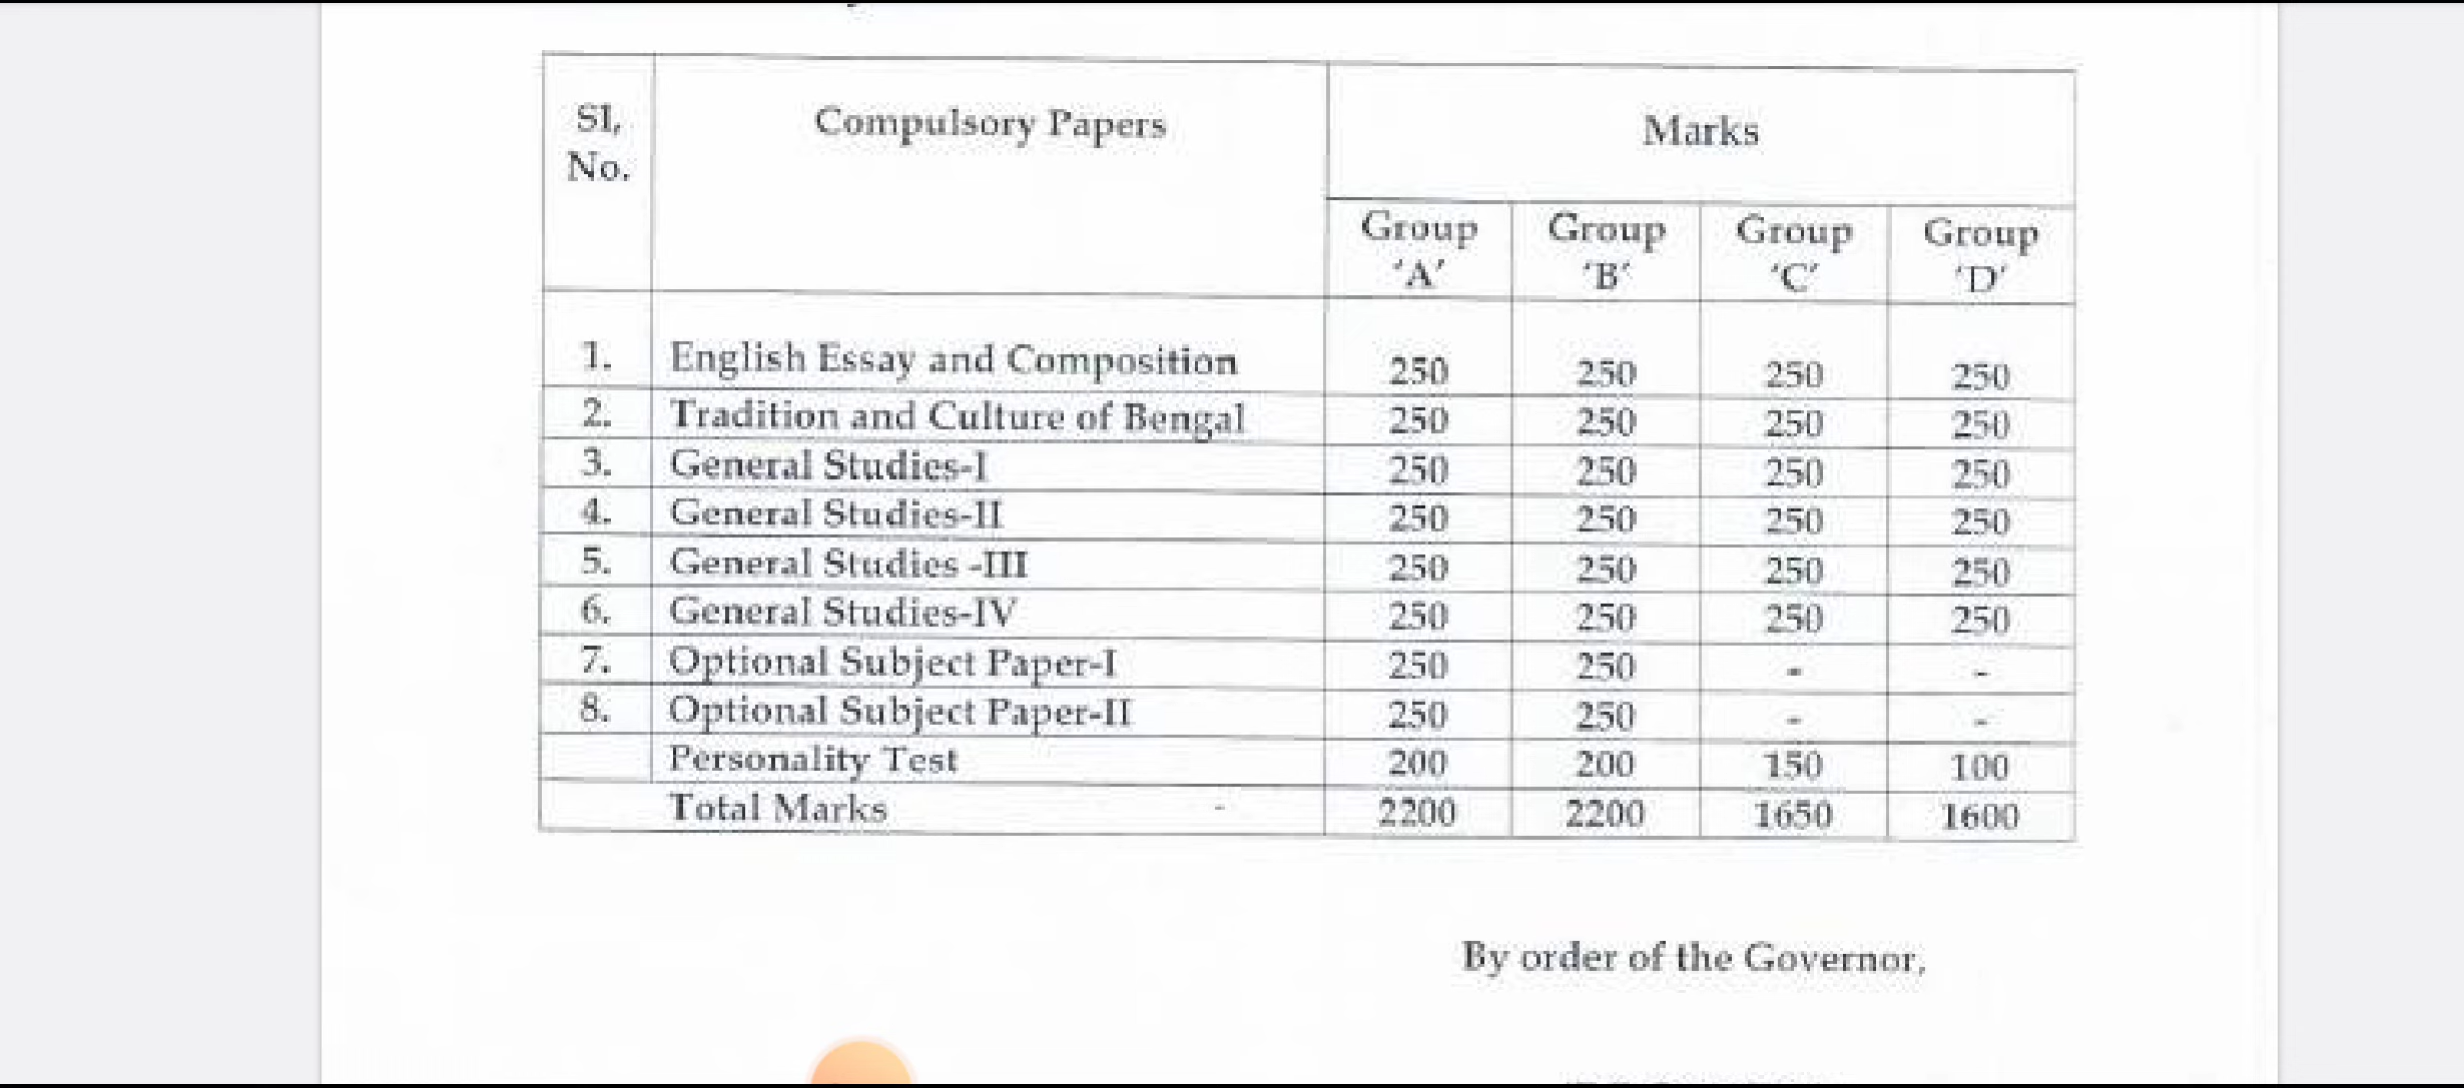 Sl,
No.
Compulsory Papers
Marks
Group 'A'
Group 'B'
Group 'C'
Group 'D'
1. English Essay and Composition 250 250 250 250
2. Tradition and Culture of Bengal 250 250 250 250
3. General Studies-I 250 250 250 250
4. General Studies-II 250 250 250 250
5. General Studies -III 250 250 250 250
6. General Studies-IV 250 250 250 250
7. Optional Subject Paper-I 250 250 - -
8. Optional Subject Paper-II 250 250 - -
Personality Test 200 200 150 100
Total Marks - 2200 2200 1650 1600
By order of the Governor,